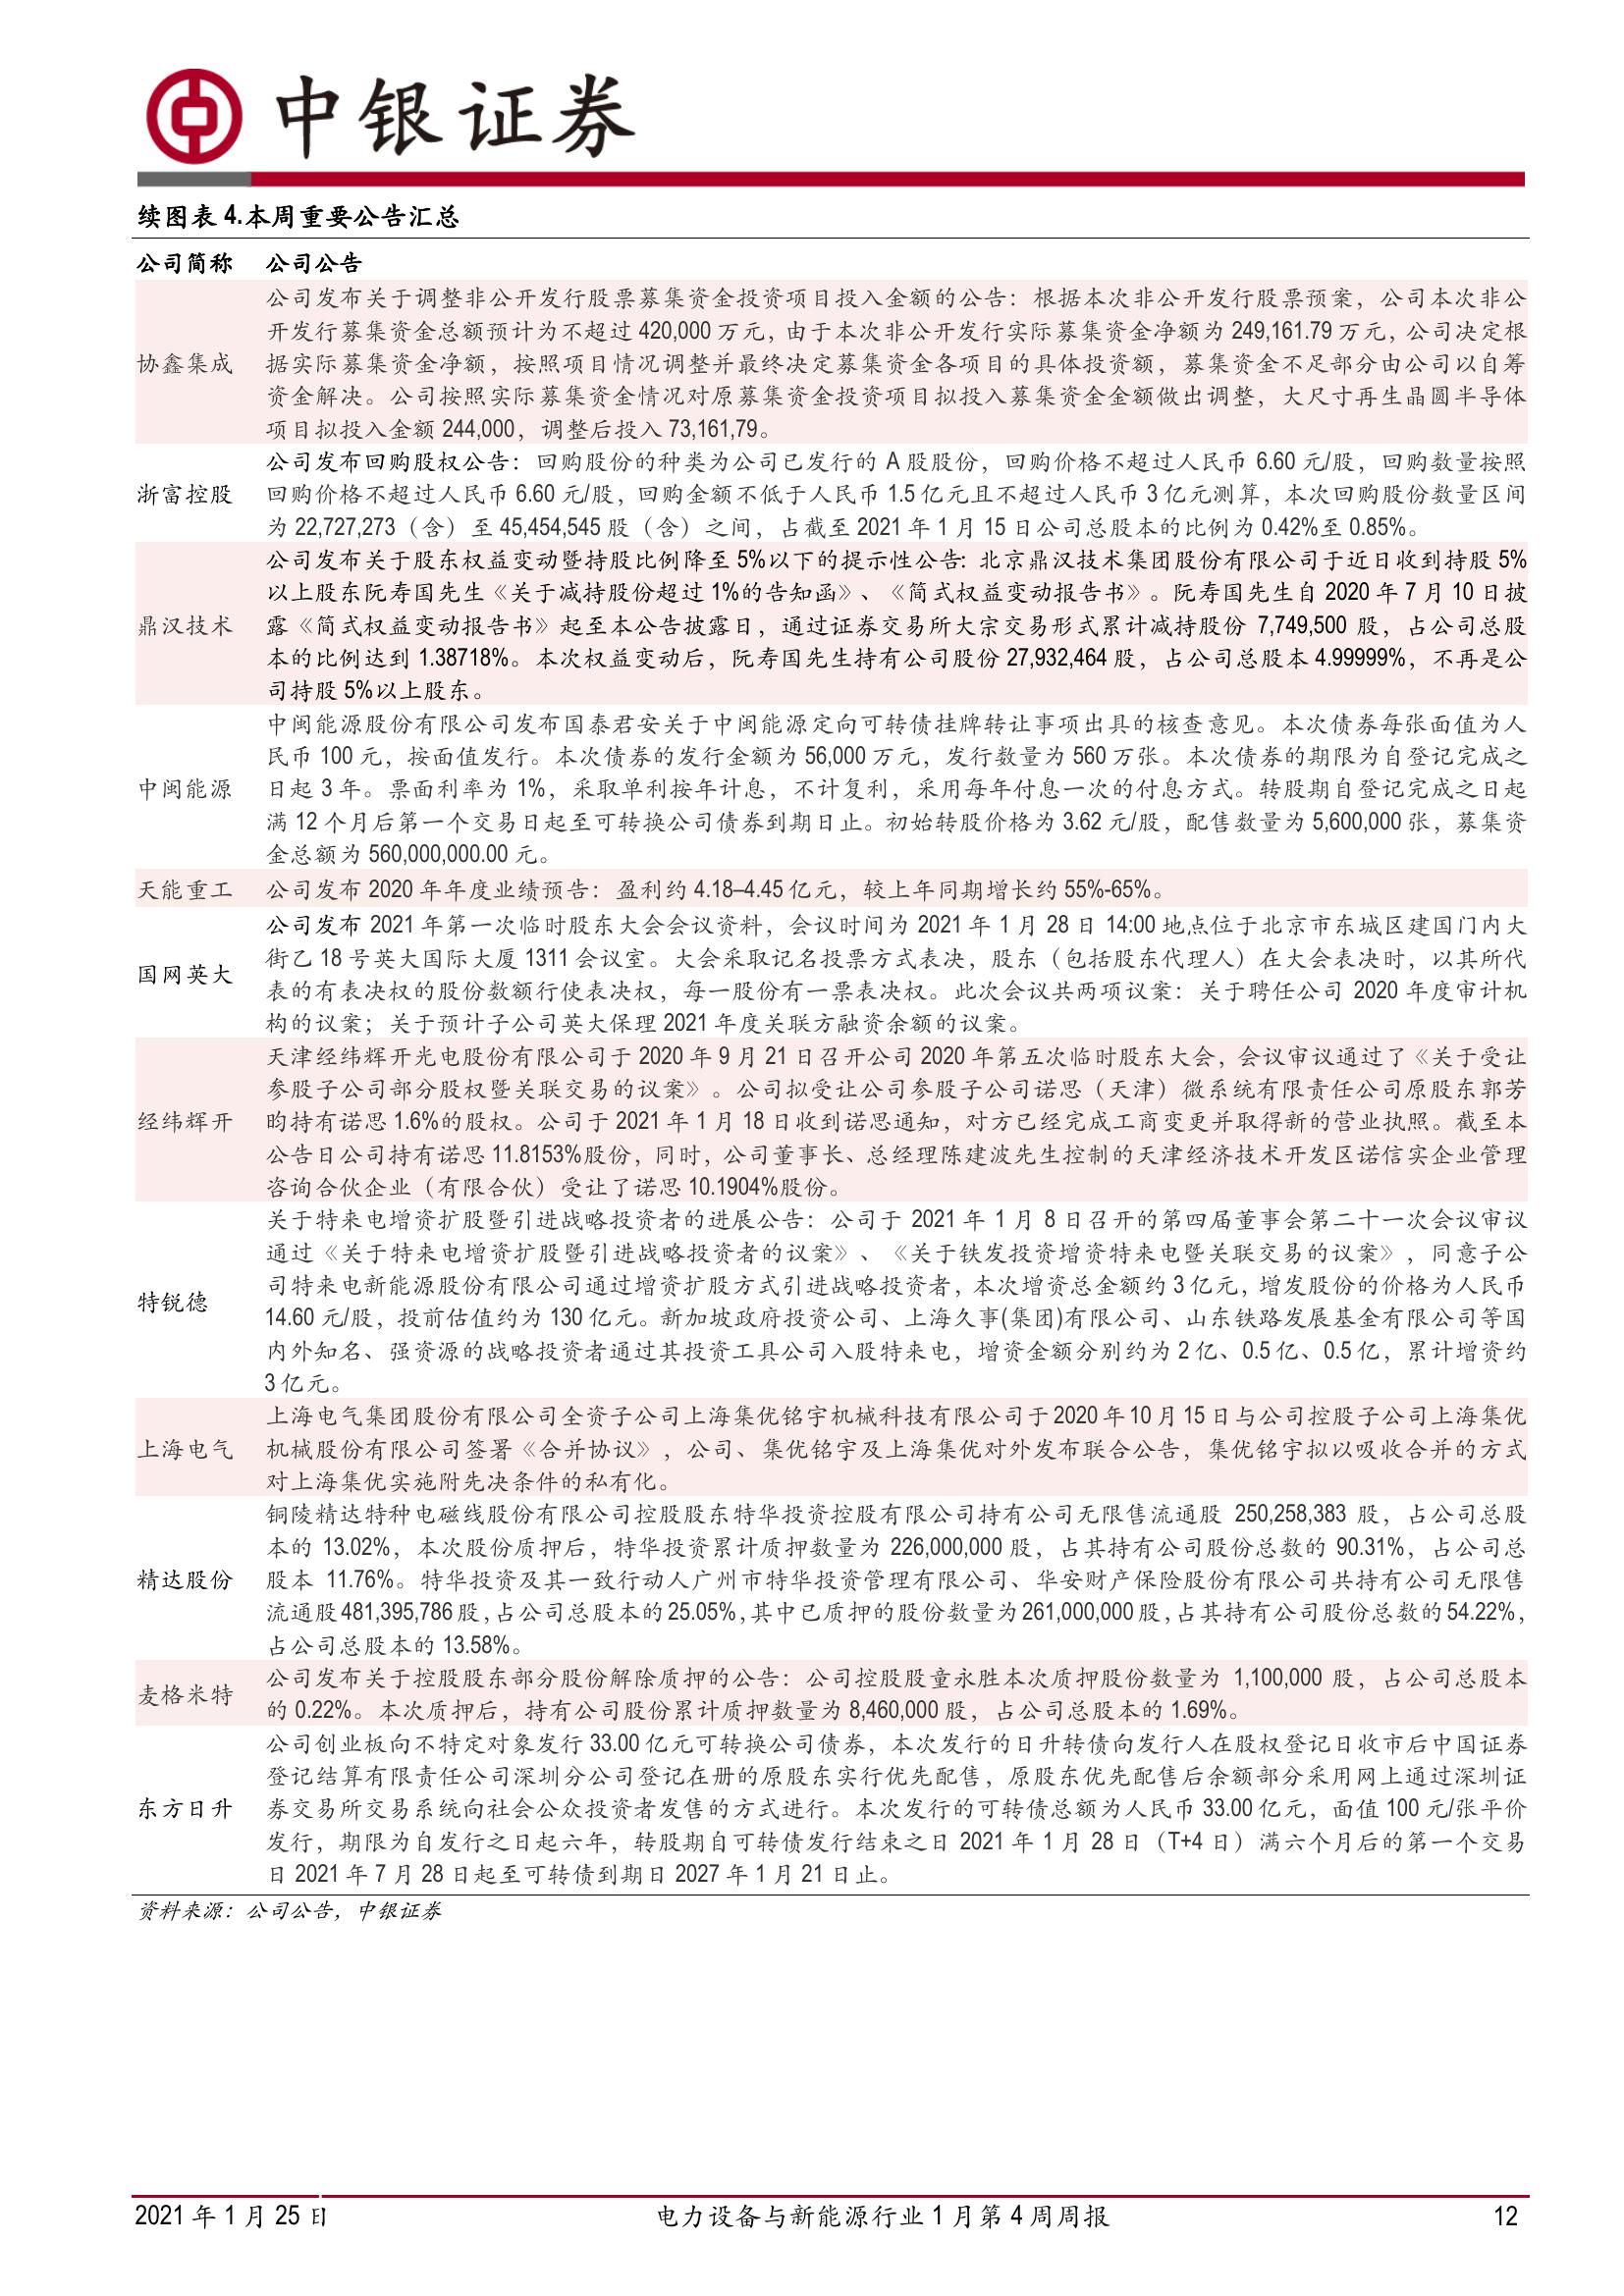 中银证券
续图表 4.本周重要公告汇总
公司简称 公司公告
公司发布关于调整非公开发行股票募集资金投资项目投入金额的公告：根据本次非公开发行股票预案，公司本次非公
开发行募集资金总额预计为不超过 420,000 万元，由于本次非公开发行实际募集资金净额为 249,161.79 万元，公司决定根
协鑫集成 据实际募集资金净额，按照项目情况调整并最终决定募集资金各项目的具体投资额，募集资金不足部分由公司以自筹
资金解决。公司按照实际募集资金情况对原募集资金投资项目拟投入募集资金金额做出调整，大尺寸再生晶圆半导体
项目拟投入金额 244,000，调整后投入 73,161,79。
公司发布回购股权公告：回购股份的种类为公司已发行的 A 股股份，回购价格不超过人民币 6.60 元/股，回购数量按照
浙富控股 回购价格不超过人民币 6.60 元/股，回购金额不低于人民币 1.5 亿元且不超过人民币 3 亿元测算，本次回购股份数量区间
为 22,727,273（含）至 45,454,545 股（含）之间，占截至 2021 年 1 月 15 日公司总股本的比例为 0.42%至 0.85%。
公司发布关于股东权益变动暨持股比例降至 5%以下的提示性公告：北京鼎汉技术集团股份有限公司于近日收到持股 5%
以上股东阮寿国先生《关于减持股份超过 1%的告知函》、《简式权益变动报告书》。阮寿国先生自 2020 年 7 月 10 日披
鼎汉技术 露《简式权益变动报告书》起至本公告披露日，通过证券交易所大宗交易形式累计减持股份 7,749,500 股，占公司总股
本的比例达到 1.38718%。本次权益变动后，阮寿国先生持有公司股份 27,932,464 股，占公司总股本 4.99999%，不再是公
司持股 5%以上股东。
中闽能源股份有限公司发布国泰君安关于中闽能源定向可转债挂牌转让事项出具的核查意见。本次债券每张面值为人
民币 100 元，按面值发行。本次债券的发行金额为 56,000 万元，发行数量为 560 万张。本次债券的期限为自登记完成之
中闽能源 日起 3 年。票面利率为 1%，采取单利按年计息，不计复利，采用每年付息一次的付息方式。转股期自登记完成之日起
满 12 个月后第一个交易日起至可转换公司债券到期日止。初始转股价格为 3.62 元/股，配售数量为 5,600,000 张，募集资
金总额为 560,000,000.00 元。
天能重工 公司发布 2020 年年度业绩预告：盈利约 4.18–4.45 亿元，较上年同期增长约 55%-65%。
公司发布 2021 年第一次临时股东大会会议资料，会议时间为 2021 年 1 月 28 日 14:00 地点位于北京市东城区建国门内大
国网英大 街乙 18 号英大国际大厦 1311 会议室。大会采取记名投票方式表决，股东（包括股东代理人）在大会表决时，以其所代
表的有表决权的股份数额行使表决权，每一股份有一票表决权。此次会议共两项议案：关于聘任公司 2020 年度审计机
构的议案；关于预计子公司英大保理 2021 年度关联方融资余额的议案。
天津经纬辉开光电股份有限公司于 2020 年 9 月 21 日召开公司 2020 年第五次临时股东大会，会议审议通过了《关于受让
参股子公司部分股权暨关联交易的议案》。公司拟受让公司参股子公司诺思（天津）微系统有限责任公司原股东郭芳
经纬辉开 昀持有诺思 1.6%的股权。公司于 2021 年 1 月 18 日收到诺思通知，对方已经完成工商变更并取得新的营业执照。截至本
公告日公司持有诺思 11.8153%股份，同时，公司董事长、总经理陈建波先生控制的天津经济技术开发区诺信实企业管理
咨询合伙企业（有限合伙）受让了诺思 10.1904%股份。
关于特来电增资扩股暨引进战略投资者的进展公告：公司于 2021 年 1 月 8 日召开的第四届董事会第二十一次会议审议
通过《关于特来电增资扩股暨引进战略投资者的议案》、《关于铁发投资增资特来电暨关联交易的议案》，同意子公
司特来电新能源股份有限公司通过增资扩股方式引进战略投资者，本次增资总金额约 3 亿元，增发股份的价格为人民币
特锐德 14.60 元/股，投前估值约为 130 亿元。新加坡政府投资公司、上海久事(集团)有限公司、山东铁路发展基金有限公司等国
内外知名、强资源的战略投资者通过其投资工具公司入股特来电，增资金额分别约为 2 亿、0.5 亿、0.5 亿，累计增资约
3 亿元。
上海电气集团股份有限公司全资子公司上海集优铭宇机械科技有限公司于 2020 年 10 月 15 日与公司控股子公司上海集优
上海电气 机械股份有限公司签署《合并协议》，公司、集优铭宇及上海集优对外发布联合公告，集优铭宇拟以吸收合并的方式
对上海集优实施附先决条件的私有化。
铜陵精达特种电磁线股份有限公司控股股东特华投资控股有限公司持有公司无限售流通股 250,258,383 股，占公司总股
本的 13.02%，本次股份质押后，特华投资累计质押数量为 226,000,000 股，占其持有公司股份总数的 90.31%，占公司总
精达股份 股本 11.76%。特华投资及其一致行动人广州市特华投资管理有限公司、华安财产保险股份有限公司共持有公司无限售
流通股 481,395,786 股，占公司总股本的 25.05%，其中已质押的股份数量为 261,000,000 股，占其持有公司股份总数的 54.22%，
占公司总股本的 13.58%。
公司发布关于控股股东部分股份解除质押的公告：公司控股股童永胜本次质押股份数量为 1,100,000 股，占公司总股本
麦格米特 的 0.22%。本次质押后，持有公司股份累计质押数量为 8,460,000 股，占公司总股本的 1.69%。
公司创业板向不特定对象发行 33.00 亿元可转换公司债券，本次发行的日升转债向发行人在股权登记日收市后中国证券
登记结算有限责任公司深圳分公司登记在册的原股东实行优先配售，原股东优先配售后余额部分采用网上通过深圳证
东方日升 券交易所交易系统向社会公众投资者发售的方式进行。本次发行的可转债总额为人民币 33.00 亿元，面值 100 元/张平价
发行，期限为自发行之日起六年，转股期自可转债发行结束之日 2021 年 1 月 28 日（T+4 日）满六个月后的第一个交易
日 2021 年 7 月 28 日起至可转债到期日 2027 年 1 月 21 日止。
资料来源：公司公告，中银证券
2021 年 1 月 25 日 电力设备与新能源行业 1 月第 4 周周报 12